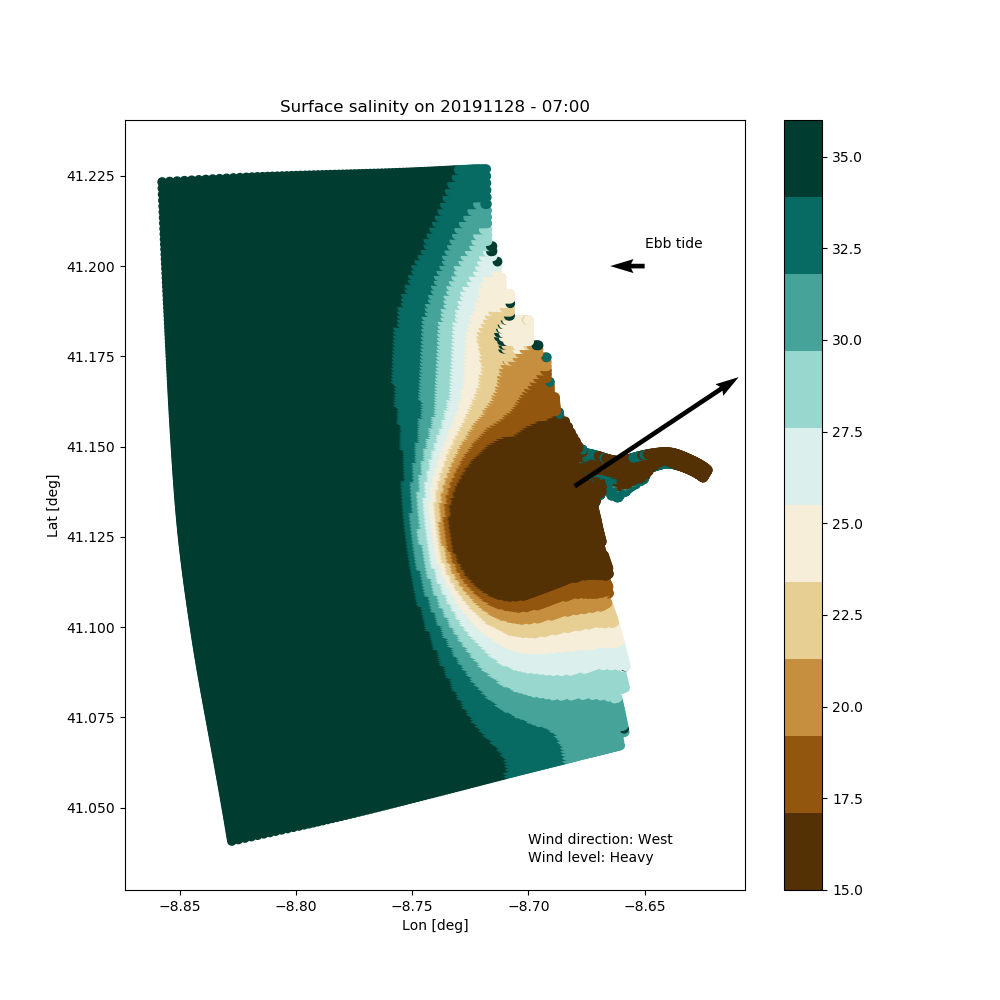 Surface salinity on 20191128 - 07:00
41.225
41.200
41.175
41.150
41.125
41.100
41.075
41.050
Lat [deg]
Ebb tide
Wind direction: West
Wind level: Heavy
−8.85 −8.80 −8.75 −8.70 −8.65
Lon [deg]
35.0
32.5
30.0
27.5
25.0
22.5
20.0
17.5
15.0